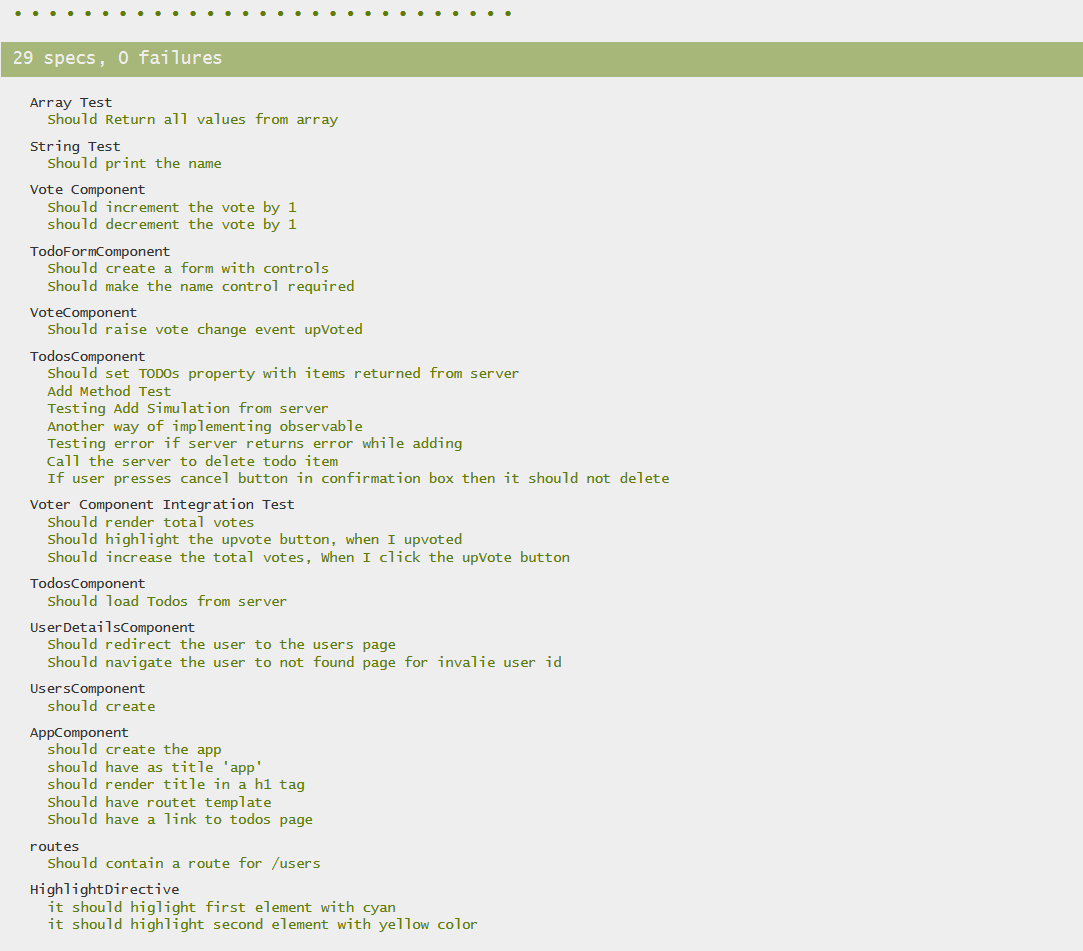 29 specs, 0 failures
Array Test
Should Return all values from array
String Test
Should print the name
Vote Component
Should increment the vote by 1
should decrement the vote by 1
TodoFormComponent
Should create a form with controls
Should make the name control required
VoteComponent
Should raise vote change event upVoted
TodosComponent
Should set TODOs property with items returned from server
Add Method Test
Testing Add Simulation from server
Another way of implementing observable
Testing error if server returns error while adding
Call the server to delete todo item
If user presses cancel button in confirmation box then it should not delete
Voter Component Integration Test
Should render total votes
Should highlight the upvote button, when I upvoted
Should increase the total votes, When I click the upVote button
TodosComponent
Should load Todos from server
UserDetailsComponent
Should redirect the user to the users page
Should navigate the user to not found page for invalie user id
UsersComponent
should create
AppComponent
should create the app
should have as title 'app'
should render title in a h1 tag
Should have routet template
Should have a link to todos page
routes
Should contain a route for /users
HighlightDirective
it should higlight first element with cyan
it should highlight second element with yellow color